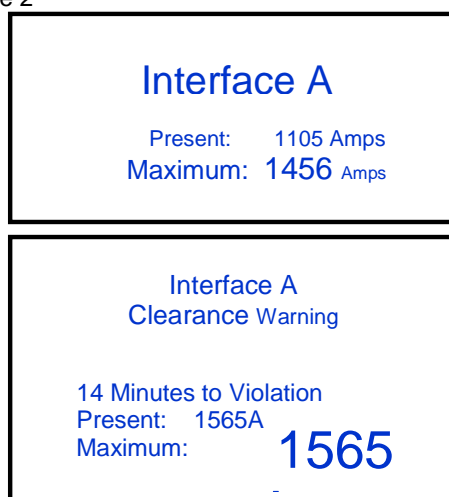 Interface A
Present: 1105 Amps
Maximum: 1456 Amps
Interface A
Clearance Warning
14 Minutes to Violation
Present: 1565A
Maximum: 1565